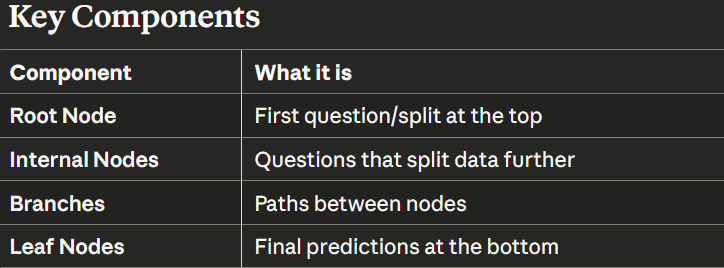 Key Components
Component What it is
Root Node First question/split at the top
Internal Nodes Questions that split data further
Branches Paths between nodes
Leaf Nodes Final predictions at the bottom